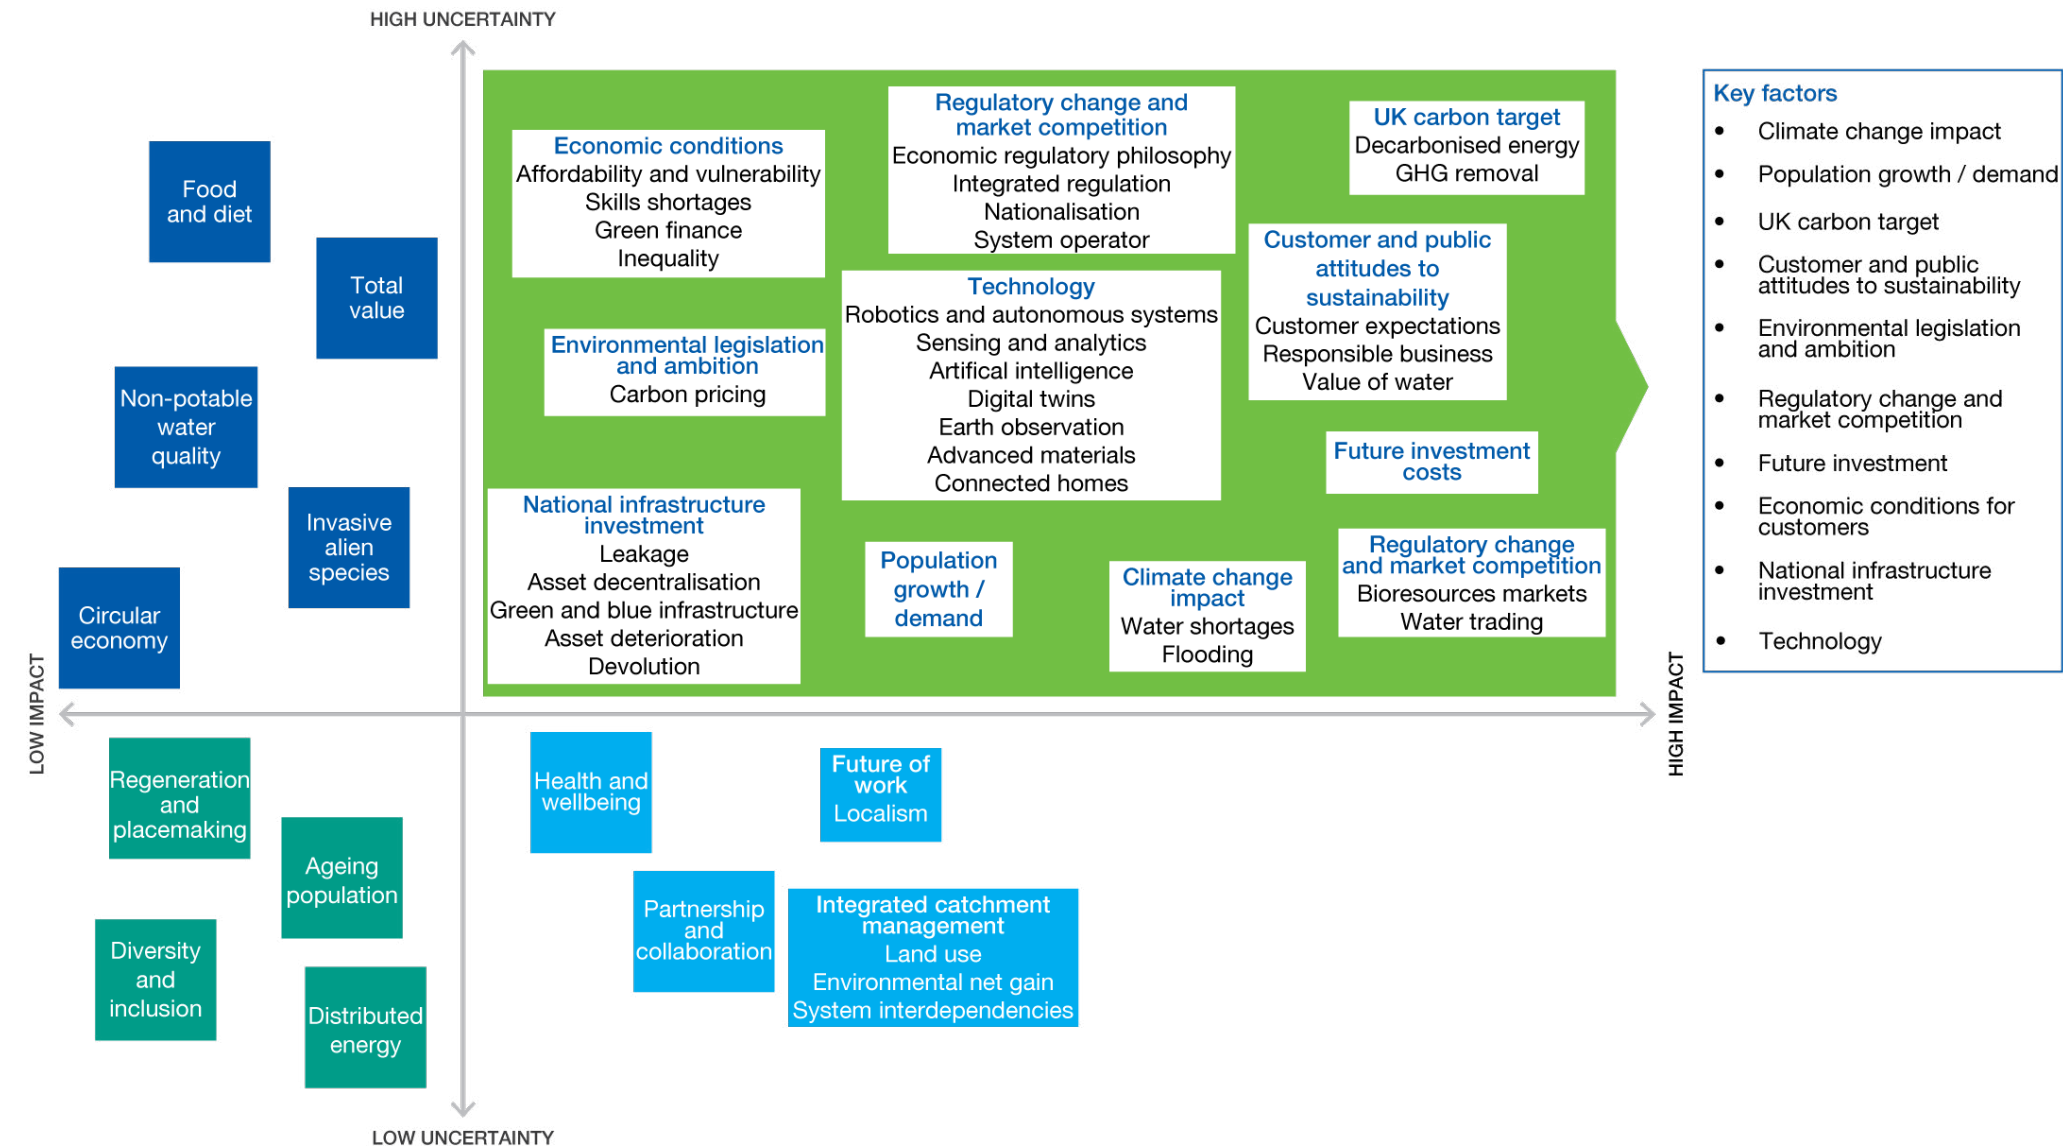 HIGH UNCERTAINTY
Food
and diet
Total
value
Non-potable
water
quality
Invasive
alien
species
Circular
economy
LOW IMPACT
Economic conditions
Affordability and vulnerability
Skills shortages
Green finance
Inequality
Regulatory change and
market competition
Economic regulatory philosophy
Integrated regulation
Nationalisation
System operator
UK carbon target
Decarbonised energy
GHG removal
Customer and public
attitudes to
sustainability
Customer expectations
Responsible business
Value of water
Environmental legislation
and ambition
Carbon pricing
Technology
Robotics and autonomous systems
Sensing and analytics
Artifical intelligence
Digital twins
Earth observation
Advanced materials
Connected homes
Future investment
costs
National infrastructure
investment
Leakage
Asset decentralisation
Green and blue infrastructure
Asset deterioration
Devolution
Population
growth /
demand
Climate change
impact
Water shortages
Flooding
Regulatory change
and market competition
Bioresources markets
Water trading
HIGH IMPACT
Key factors
• Climate change impact
• Population growth / demand
• UK carbon target
• Customer and public
attitudes to sustainability
• Environmental legislation
and ambition
• Regulatory change and
market competition
• Future investment
• Economic conditions for
customers
• National infrastructure
investment
• Technology
Regeneration
and
placemaking
Ageing
population
Diversity
and
inclusion
Distributed
energy
Health and
wellbeing
Future of
work
Localism
Partnership
and
collaboration
Integrated catchment
management
Land use
Environmental net gain
System interdependencies
LOW UNCERTAINTY